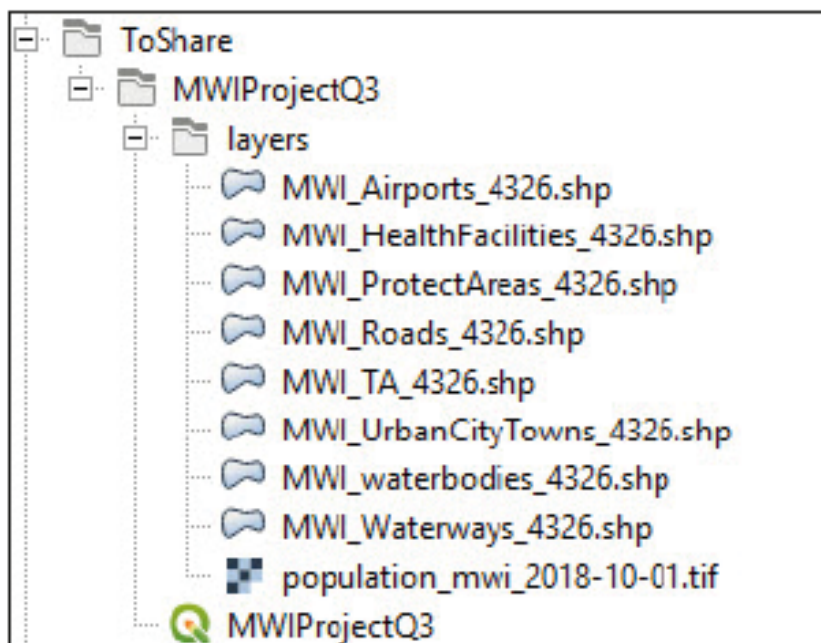 ToShare
MWIProjectQ3
layers
MWI_Airports_4326.shp
MWI_HealthFacilities_4326.shp
MWI_ProtectAreas_4326.shp
MWI_Roads_4326.shp
MWI_TA_4326.shp
MWI_UrbanCityTowns_4326.shp
MWI_waterbodies_4326.shp
MWI_Waterways_4326.shp
population_mwi_2018-10-01.tif
MWIProjectQ3